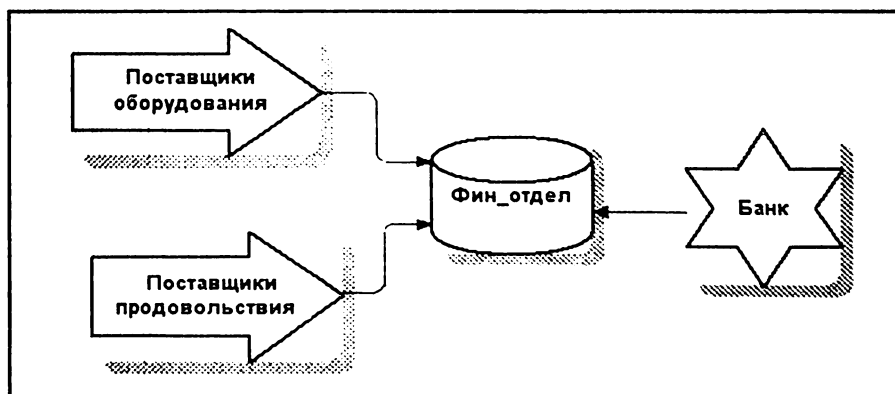 Поставщики
оборудования
Фин_отдел
Банк
Поставщики
продовольствия